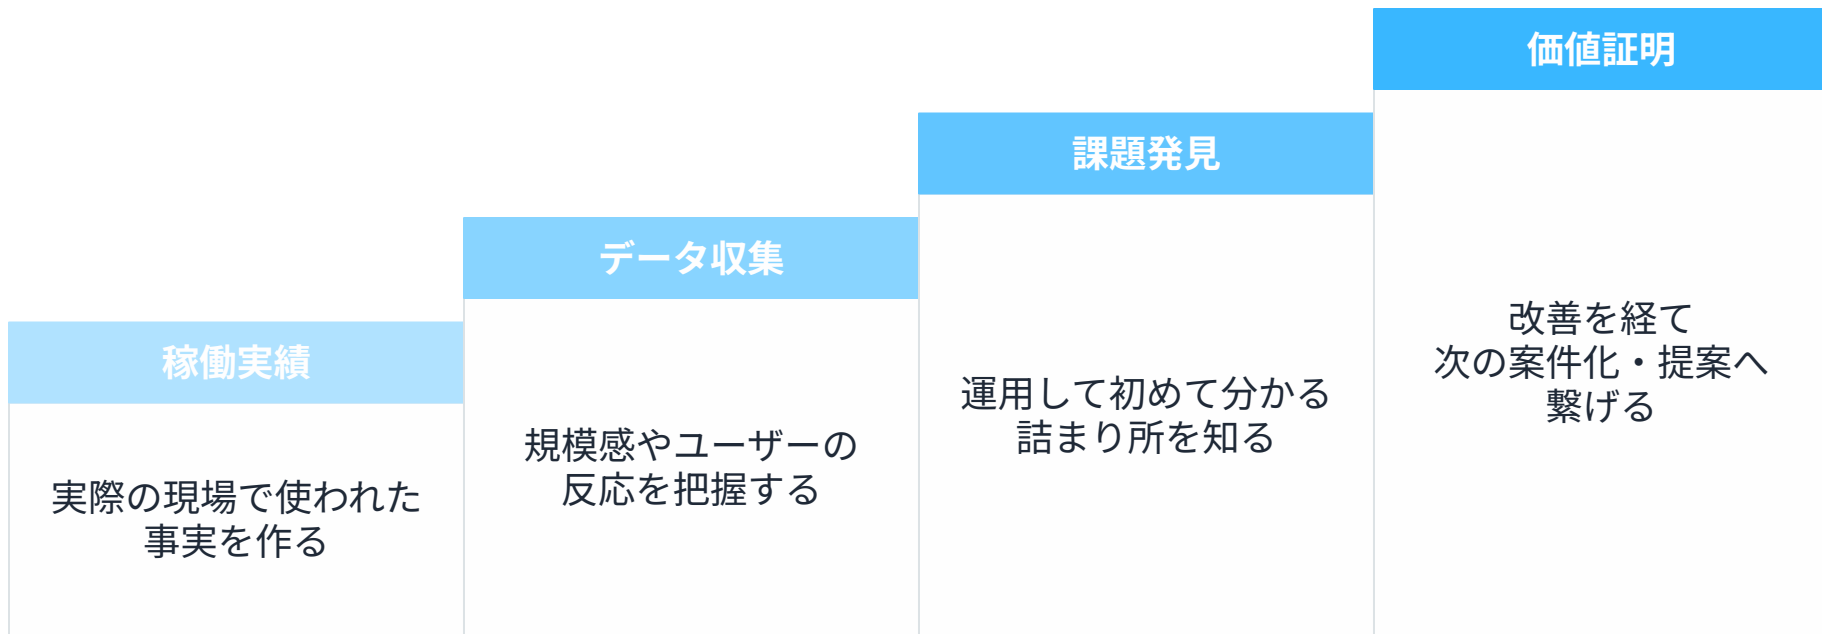 稼働実績
実際の現場で使われた
事実を作る
データ収集
規模感やユーザーの
反応を把握する
課題発見
運用して初めて分かる
詰まり所を知る
価値証明
改善を経て
次の案件化・提案へ
繋げる